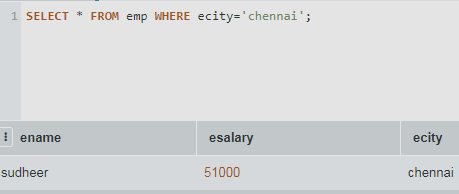 1 SELECT * FROM emp WHERE ecity='chennai';
ename esalary ecity
sudheer 51000 chennai